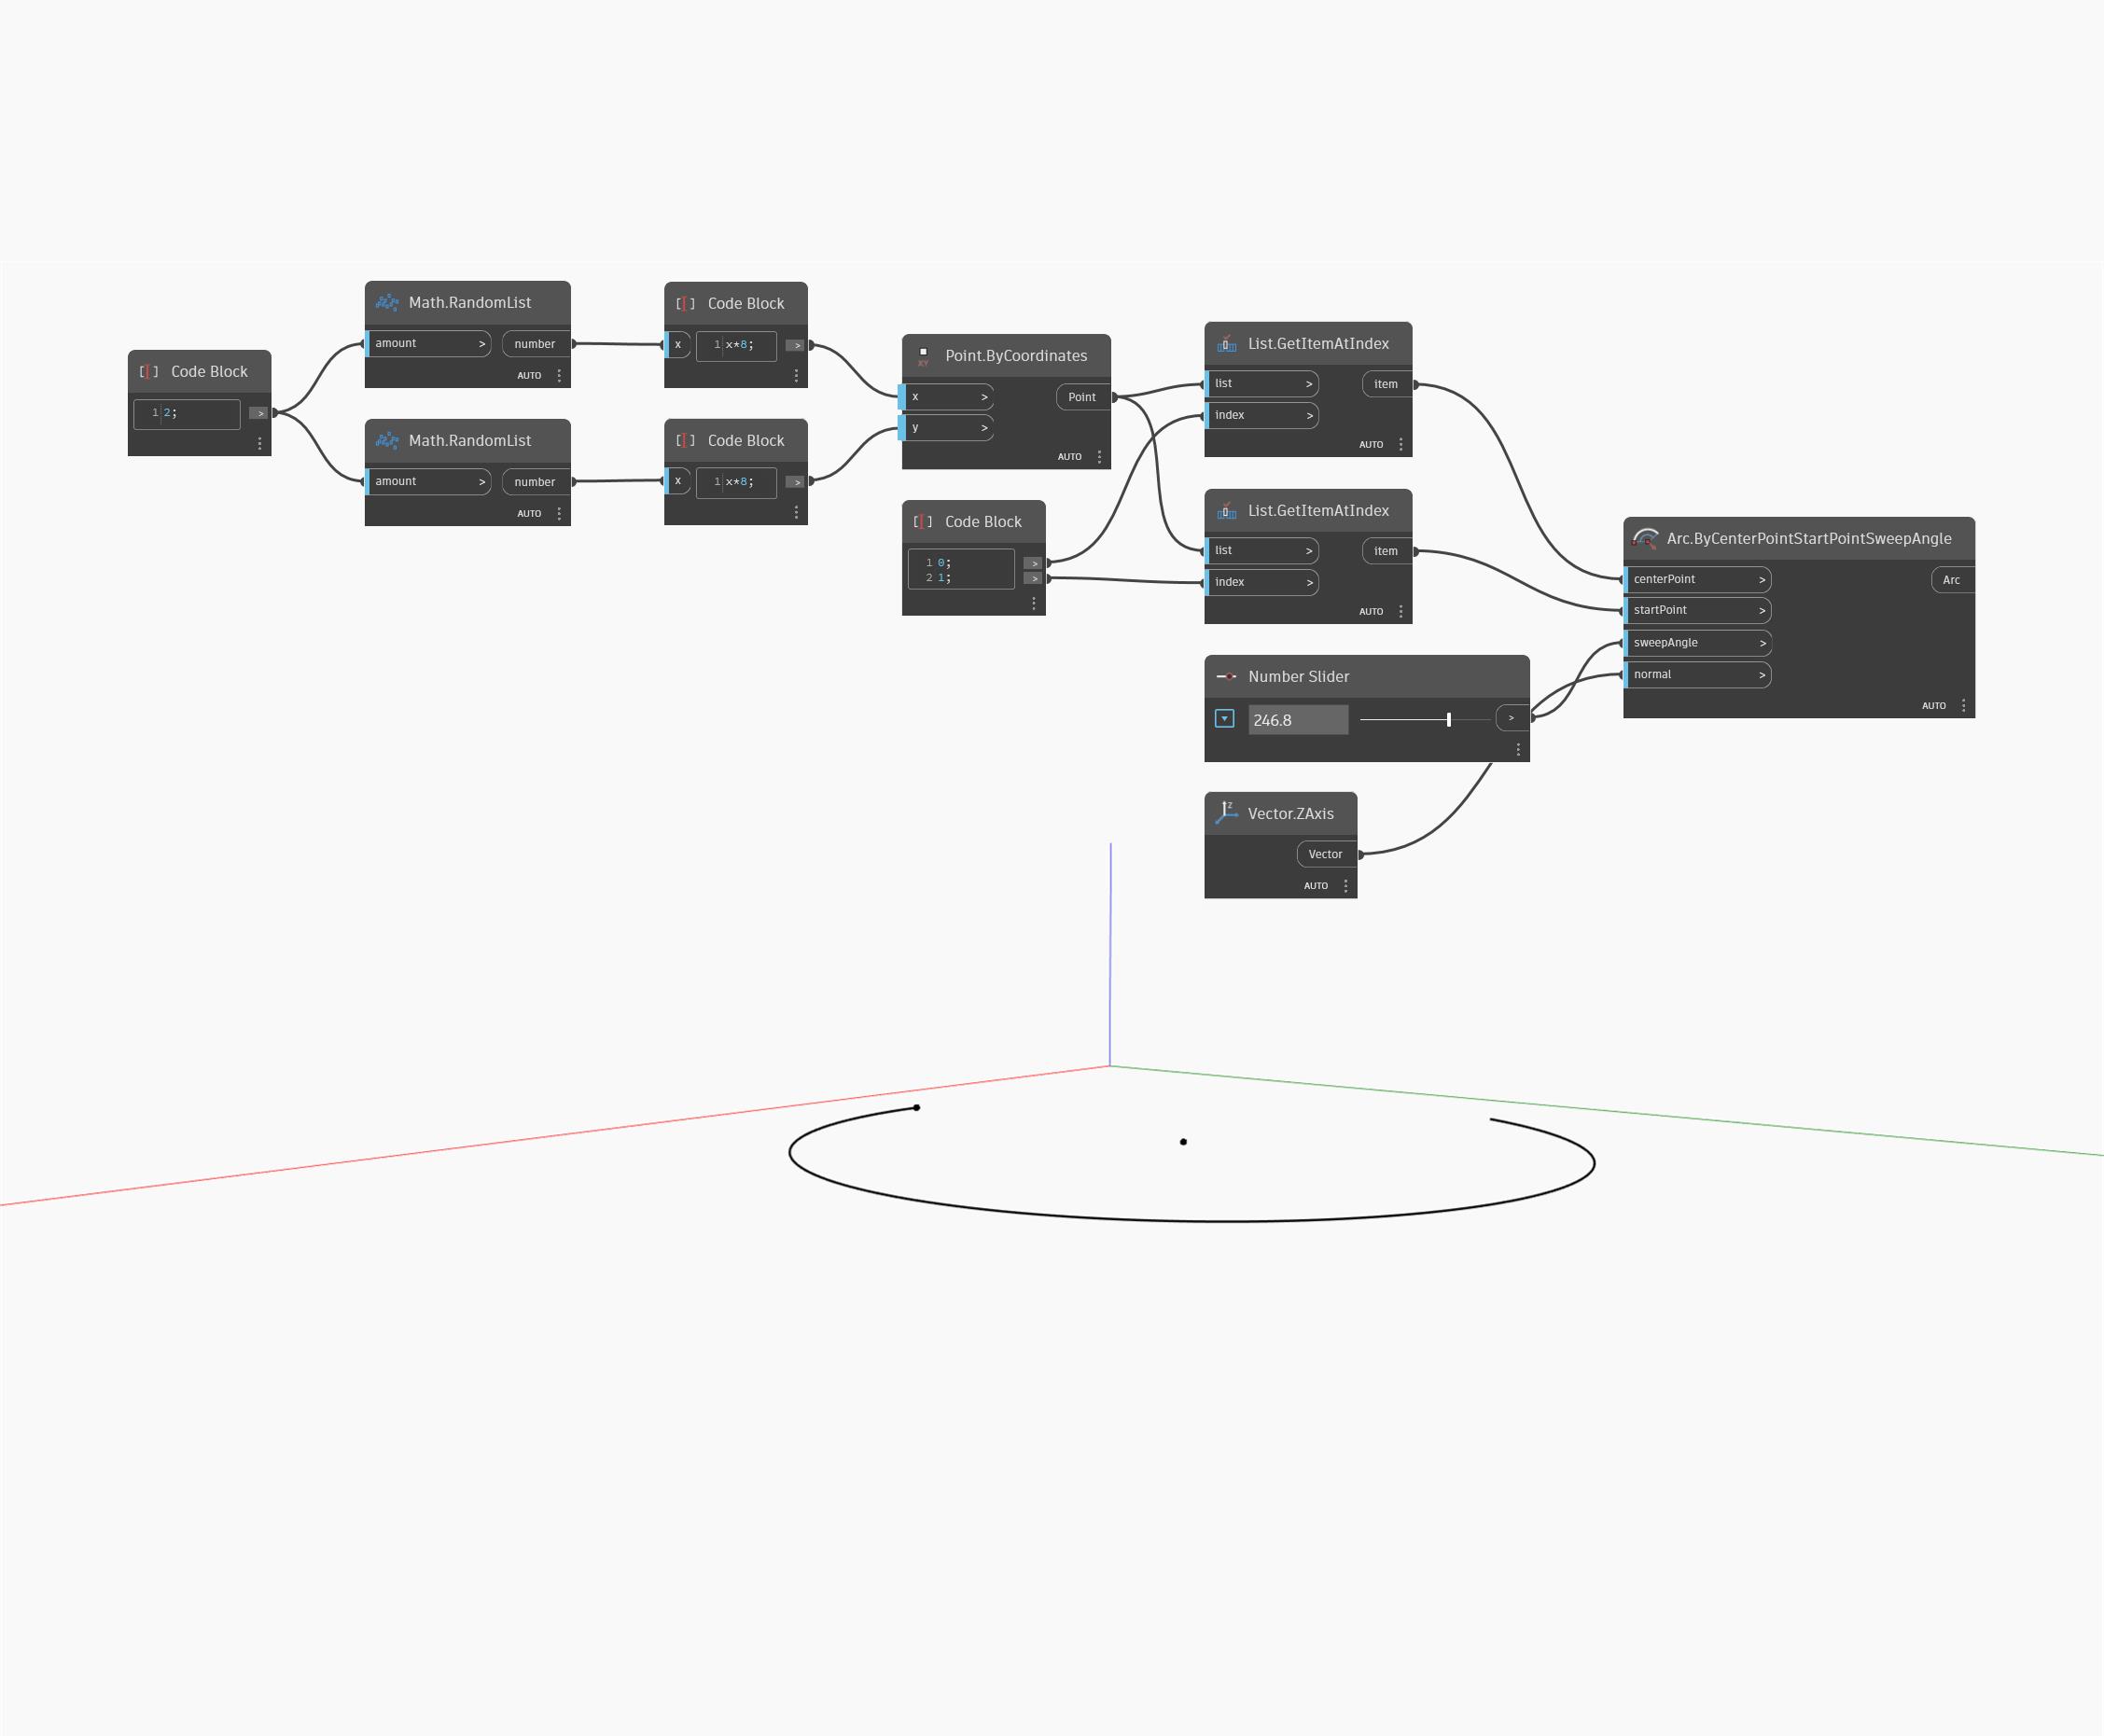 Code Block
1 2; >
Math.RandomList
amount > number
AUTO
Math.RandomList
amount > number
AUTO
Code Block
x 1 x*8; >
Code Block
x 1 x*8; >
XY Point.ByCoordinates
x > Point
y >
AUTO
Code Block
1 0; >
2 1; >
List.GetItemAtIndex
list > item
index >
AUTO
List.GetItemAtIndex
list > item
index >
AUTO
Number Slider
246.8 >
Z Vector.ZAxis
Vector
AUTO
Arc.ByCenterPointStartPointSweepAngle
centerPoint > Arc
startPoint >
sweepAngle >
normal >
AUTO